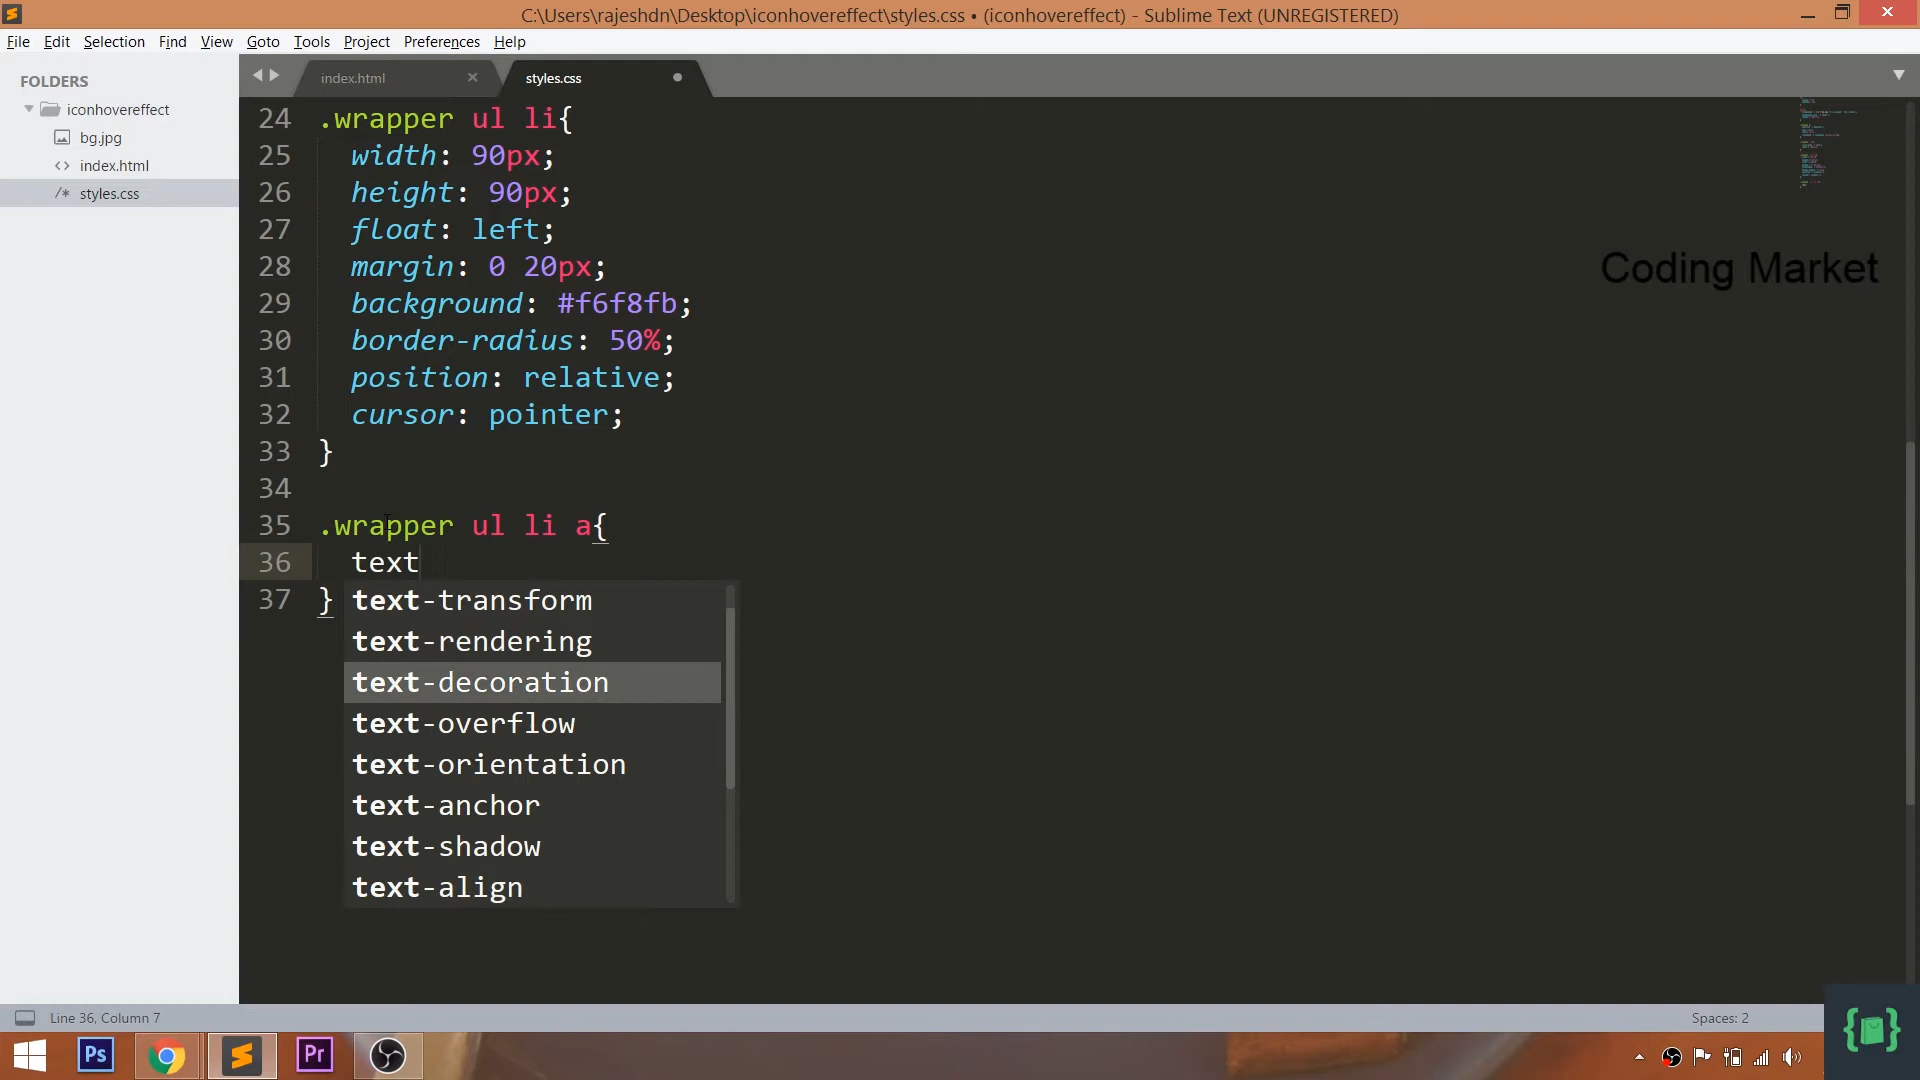 C:\Users\rajeshdn\Desktop\iconhovereffect\styles.css • (iconhovereffect) - Sublime Text (UNREGISTERED)
File Edit Selection Find View Goto Tools Project Preferences Help
FOLDERS
iconhovereffect
bg.jpg
<> index.html
/* styles.css
index.html
styles.css
24 .wrapper ul li{
25 width: 90px;
26 height: 90px;
27 float: left;
28 margin: 0 20px;
29 background: #f6f8fb;
30 border-radius: 50%;
31 position: relative;
32 cursor: pointer;
33 }
34
35 .wrapper ul li a{
36 text
37 }
text-transform
text-rendering
text-decoration
text-overflow
text-orientation
text-anchor
text-shadow
text-align
Coding Market
Line 36, Column 7
Spaces: 2
Ps
Pr